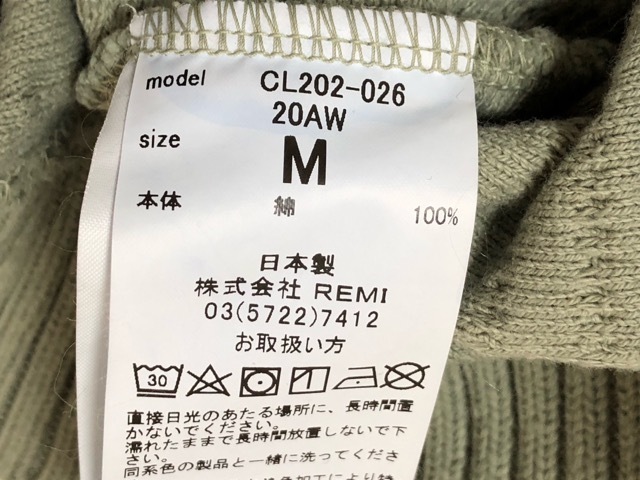 model CL202-026
20AW
size M
本体 綿 100%
日本製
株式会社 REMI
03(5722)7412
お取扱い方
30
直接日光のあたる場所に、長時間置
かないでください。
濡れたままで長時間放置しないで下
同系色の製品と一緒に洗ってくださ